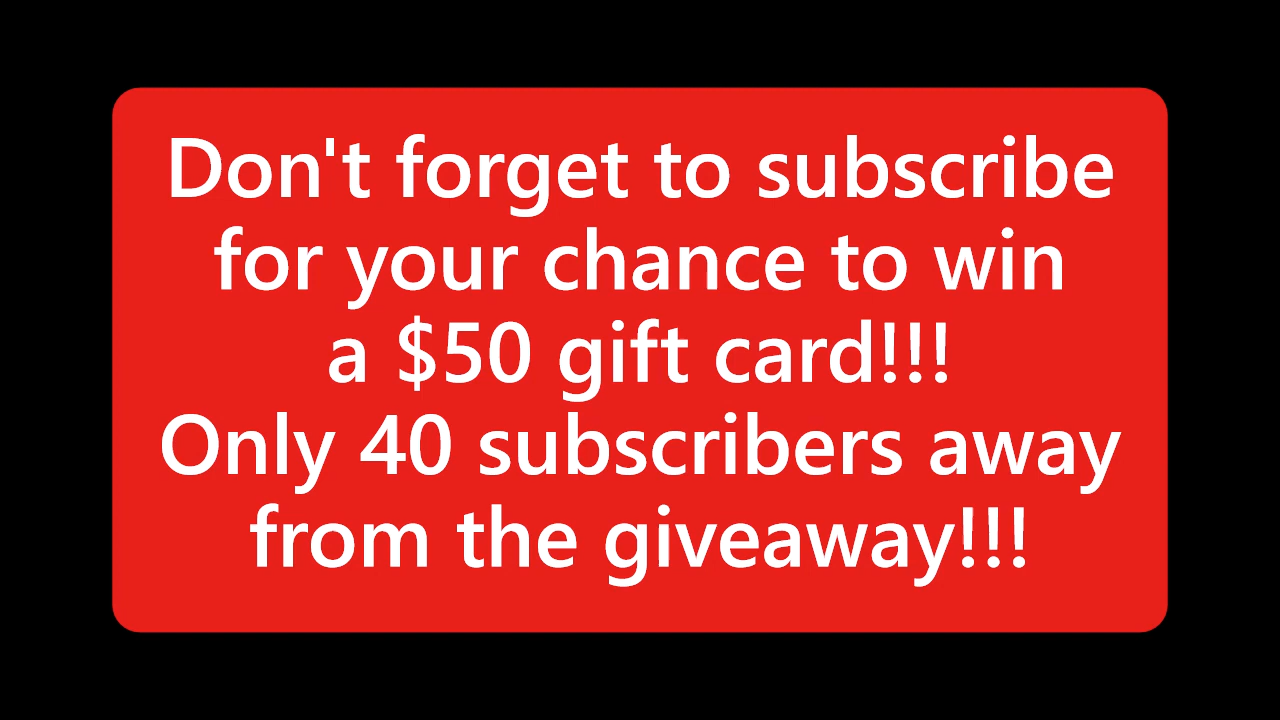 Don't forget to subscribe
for your chance to win
a $50 gift card!!!
Only 40 subscribers away
from the giveaway!!!